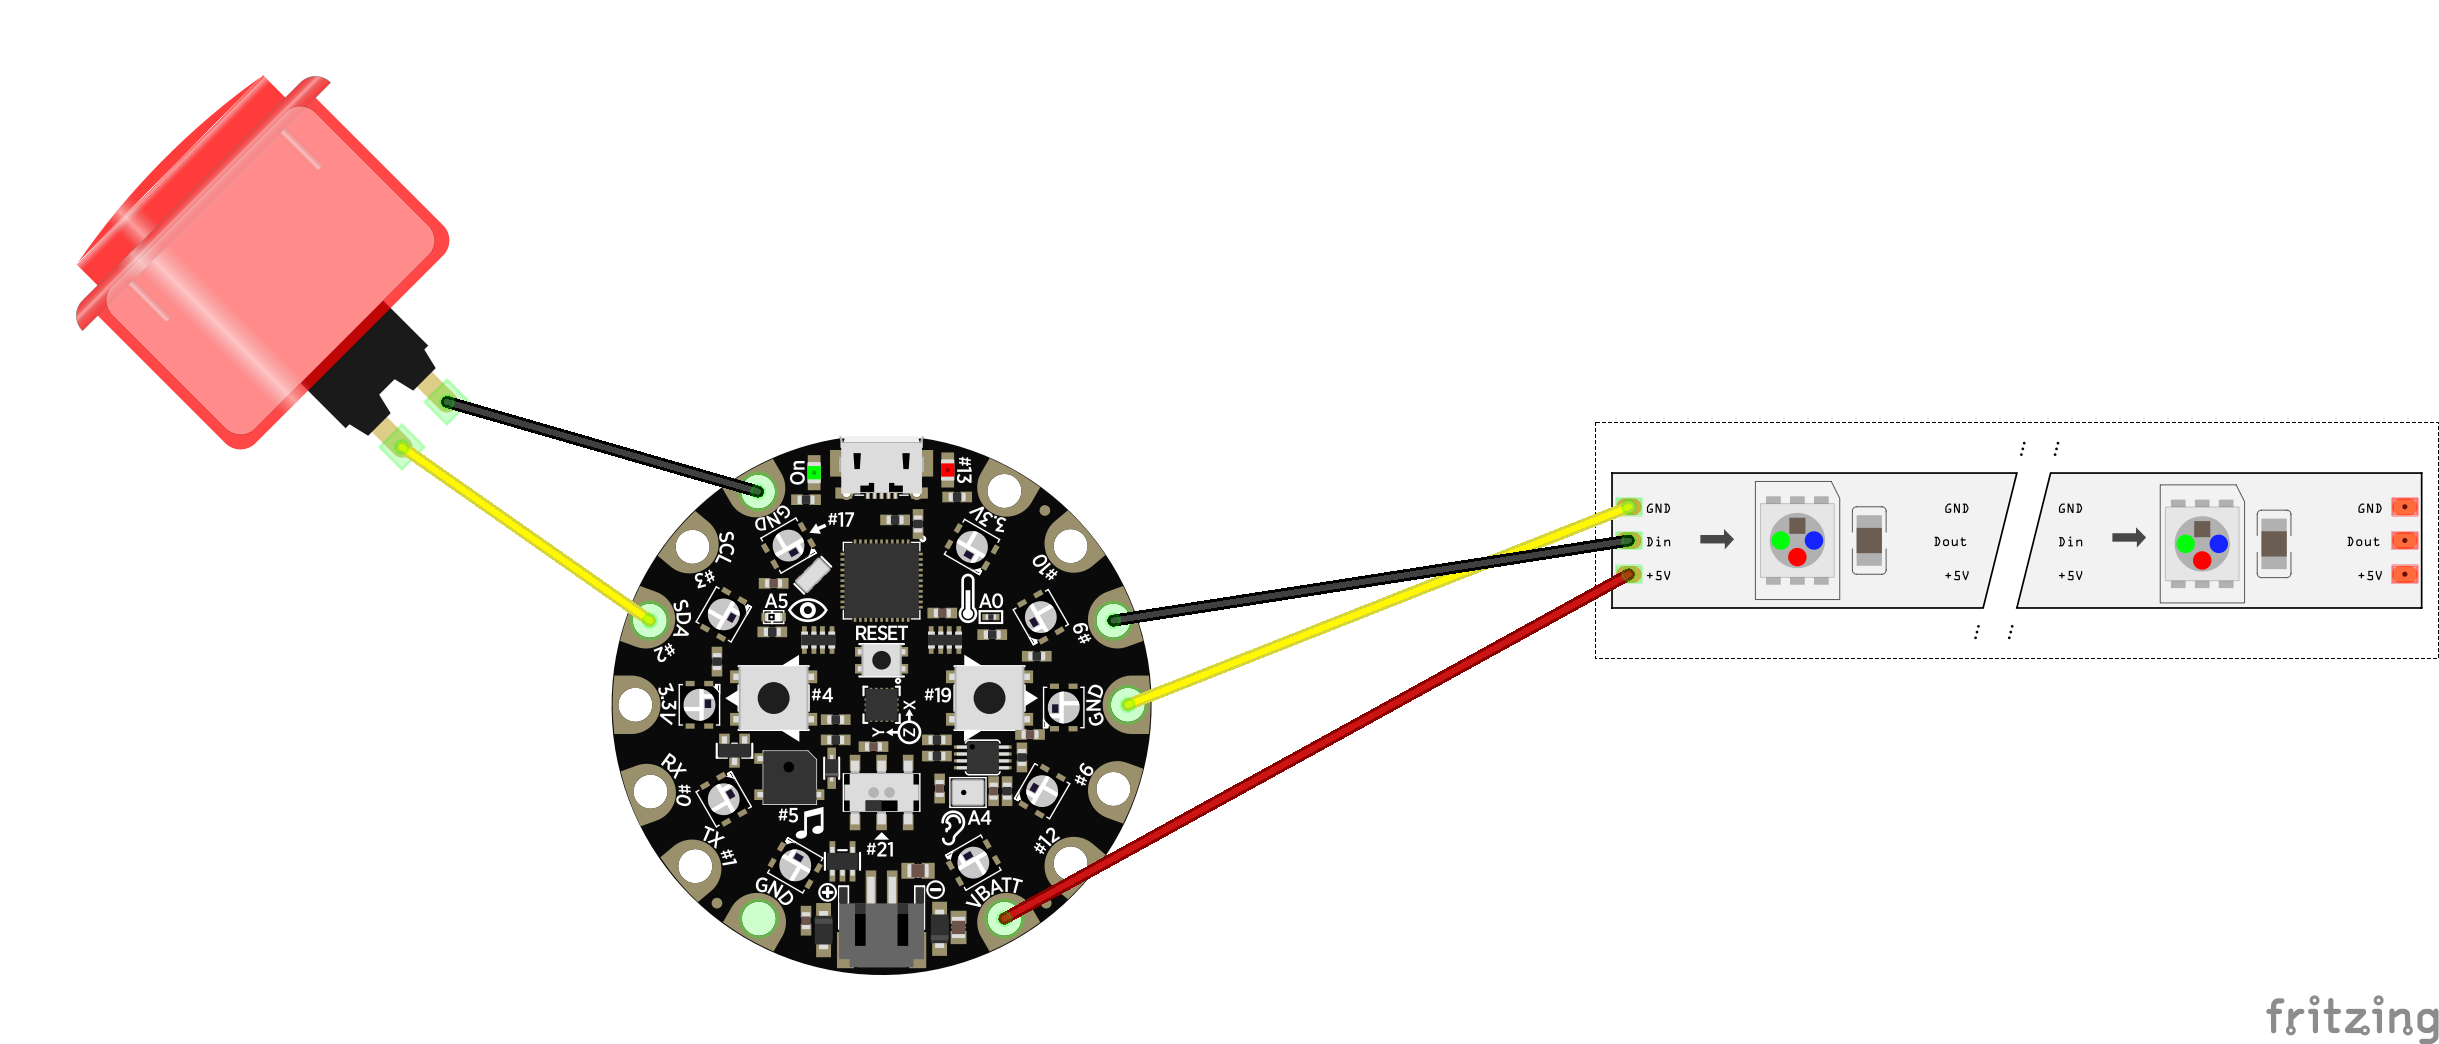 On
#13
GND
#17
3.3V
SCL
#10
#3
A5
A0
SDA
RESET
#9
#2
3.3V
#4
#19
X
GND
Y
Z
RX
#0
#6
#5
A4
TX
#1
#21
#12
GND
VBATT
GND
Din
+5V
GND
Dout
+5V
GND
Din
+5V
GND
Dout
+5V
fritzing